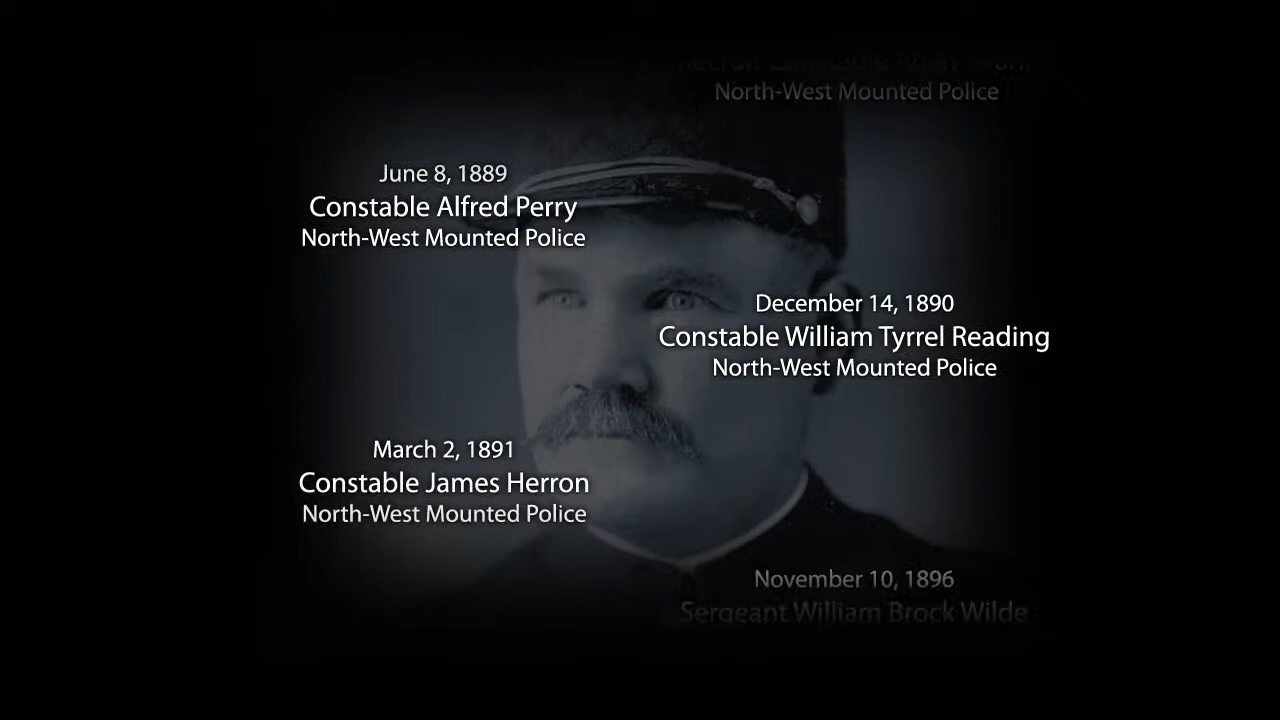 Constable
North-West Mounted Police
June 8, 1889
Constable Alfred Perry
North-West Mounted Police
December 14, 1890
Constable William Tyrrel Reading
North-West Mounted Police
March 2, 1891
Constable James Herron
North-West Mounted Police
November 10, 1896
Sergeant William Brock Wilde